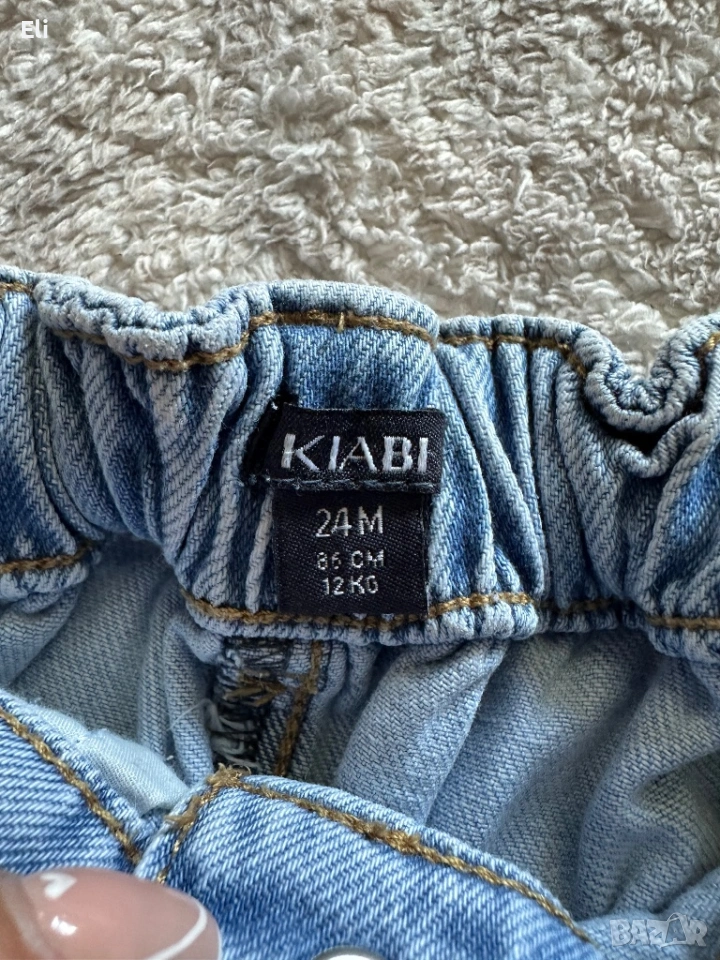 Eli
KIABI
24M
86 CM
12 KG
BAZAR